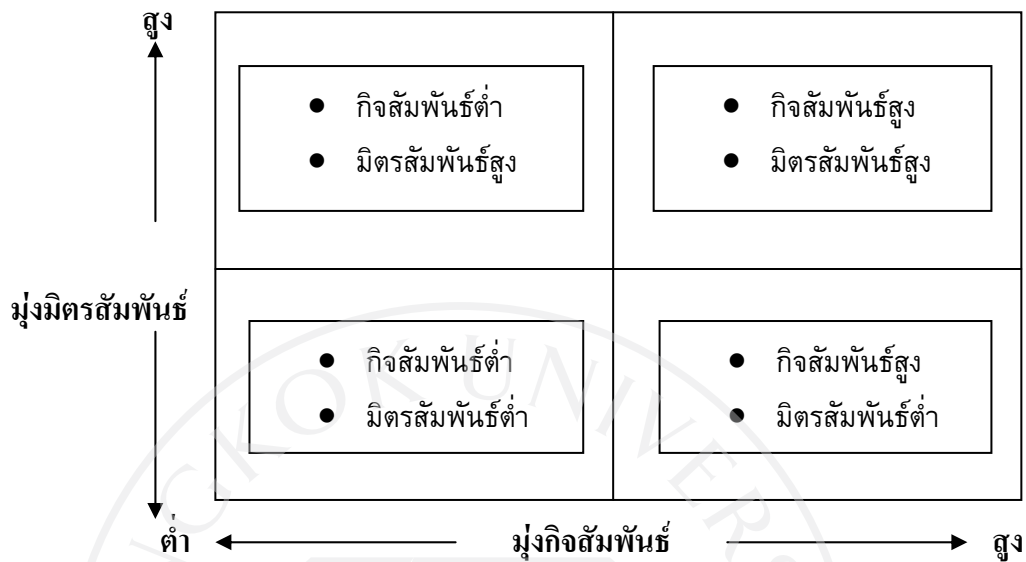 สูง
● กิจสัมพันธ์ต่ำ
● มิตรสัมพันธ์สูง
● กิจสัมพันธ์สูง
● มิตรสัมพันธ์สูง
มุ่งมิตรสัมพันธ์
● กิจสัมพันธ์ต่ำ
● มิตรสัมพันธ์ต่ำ
● กิจสัมพันธ์สูง
● มิตรสัมพันธ์ต่ำ
ต่ำ มุ่งกิจสัมพันธ์ สูง
GKOK UNIVERS